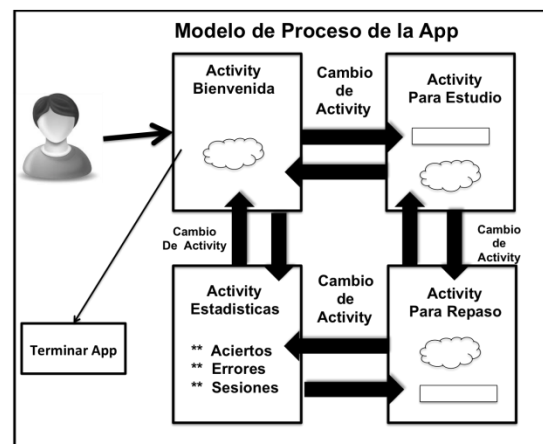 Modelo de Proceso de la App
Activity
Bienvenida
Cambio
de
Activity
Activity
Para Estudio
Cambio
De Activity
Cambio
de
Activity
Activity
Estadisticas
** Aciertos
** Errores
** Sesiones
Cambio
de
Activity
Activity
Para Repaso
Terminar App